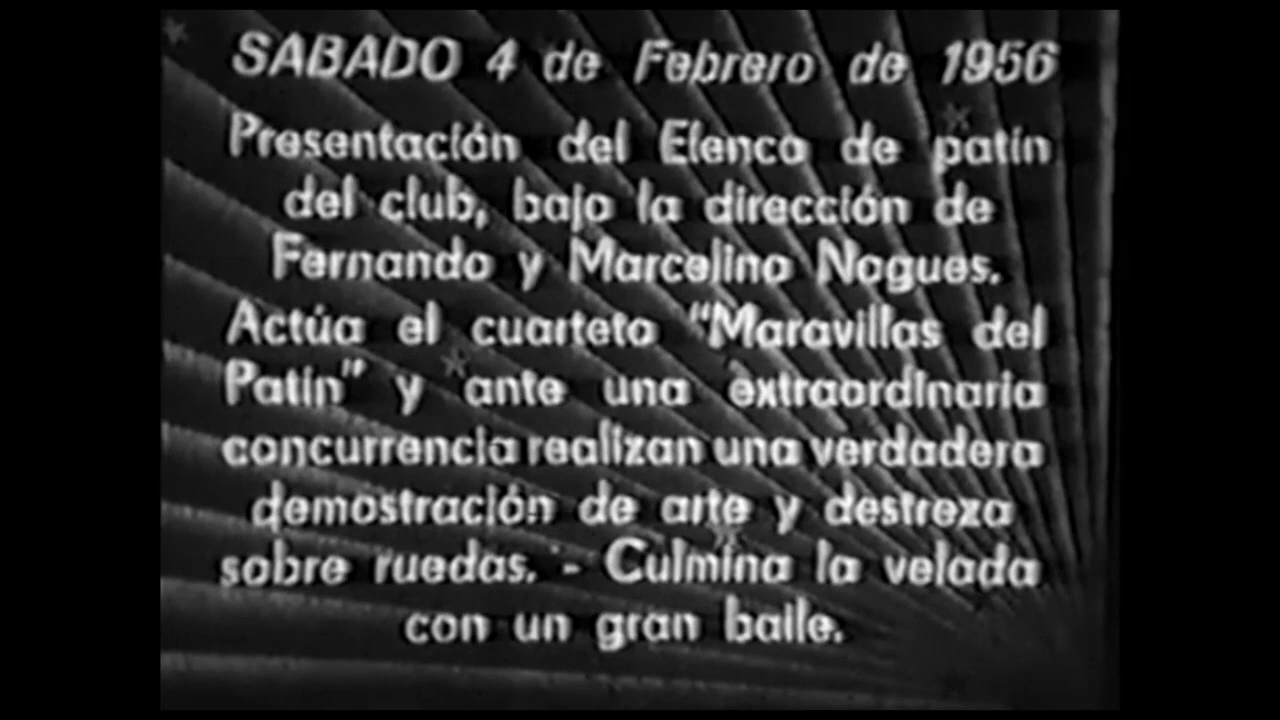 SABADO 4 de Febrero de 1956
Presentación del Elenco de patín
del club, bajo la dirección de
Fernando y Marcelino Nogues.
Actúa el cuarteto "Maravillas del
Patín" y ante una extraordinaria
concurrencia realizan una verdadera
demostración de arte y destreza
sobre ruedas. - Culmina la velada
con un gran baile.